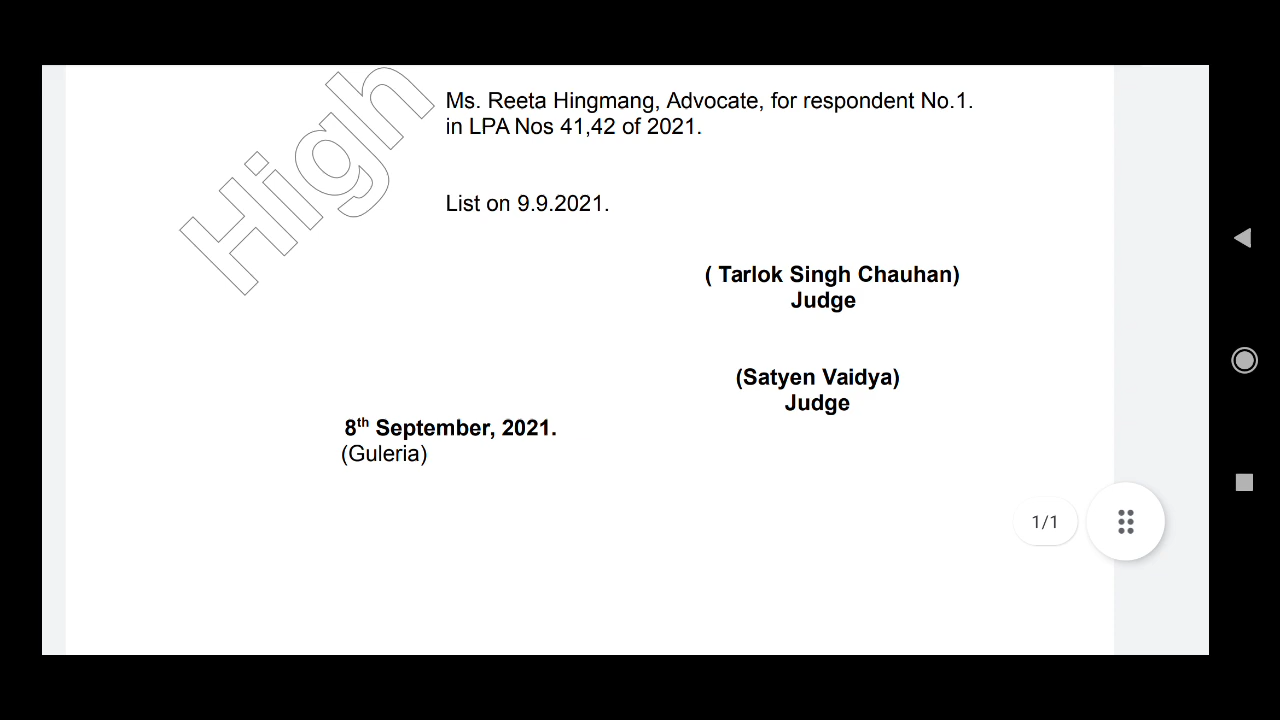 High
Ms. Reeta Hingmang, Advocate, for respondent No.1.
in LPA Nos 41,42 of 2021.
List on 9.9.2021.
( Tarlok Singh Chauhan)
Judge
(Satyen Vaidya)
Judge
8th September, 2021.
(Guleria)
1/1